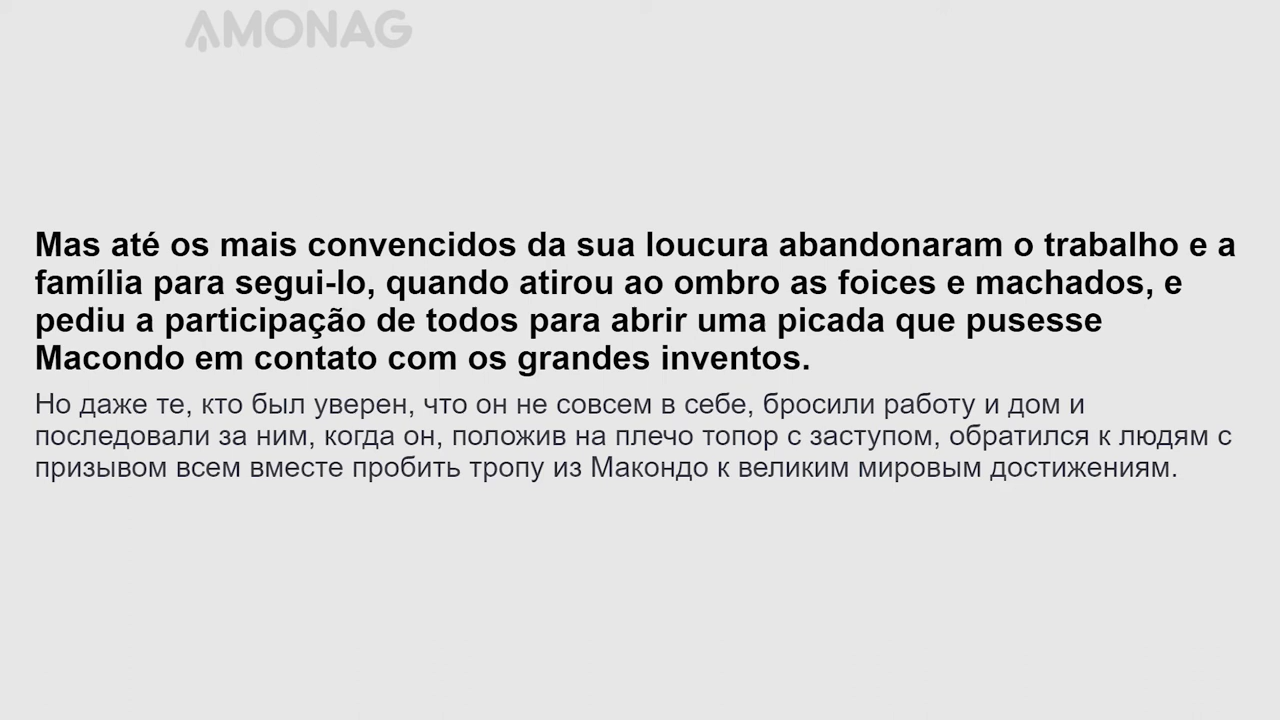 AMONAG
Mas até os mais convencidos da sua loucura abandonaram o trabalho e a
família para segui-lo, quando atirou ao ombro as foices e machados, e
pediu a participação de todos para abrir uma picada que pusesse
Macondo em contato com os grandes inventos.
Но даже те, кто был уверен, что он не совсем в себе, бросили работу и дом и
последовали за ним, когда он, положив на плечо топор с заступом, обратился к людям с
призывом всем вместе пробить тропу из Макондо к великим мировым достижениям.